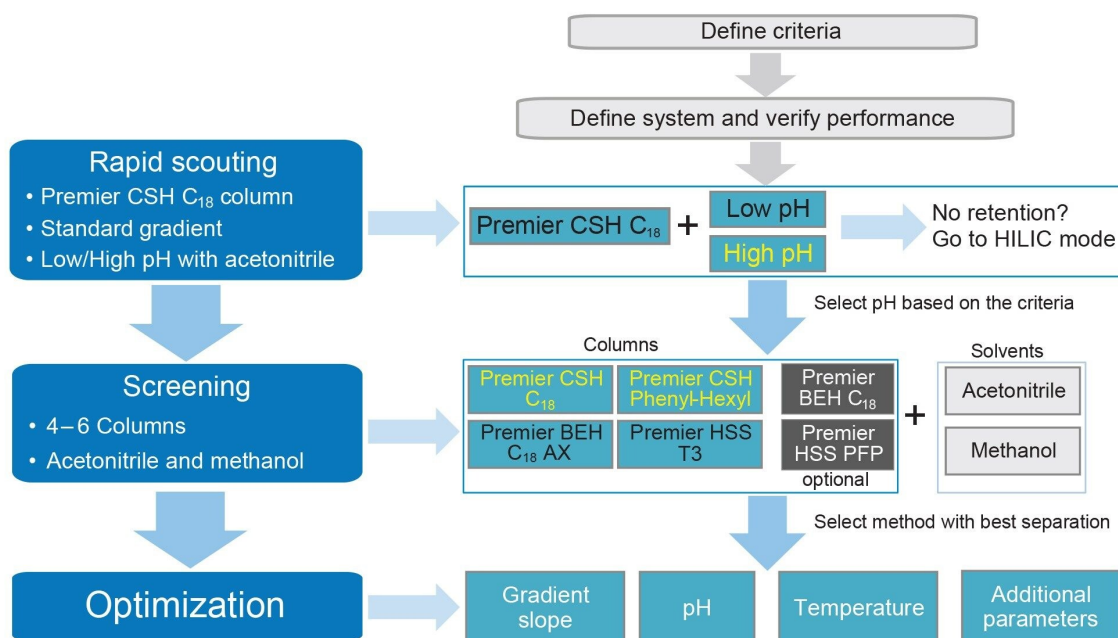 Define criteria
Define system and verify performance
Rapid scouting
• Premier CSH C₁₈ column
• Standard gradient
• Low/High pH with acetonitrile
Premier CSH C₁₈
+
Low pH
High pH
No retention?
Go to HILIC mode
Select pH based on the criteria
Screening
• 4–6 Columns
• Acetonitrile and methanol
Columns
Premier CSH
C₁₈
Premier CSH
Phenyl-Hexyl
Premier
BEH C₁₈
Premier BEH
C₁₈ AX
Premier HSS
T3
Premier
HSS PFP
optional
+
Solvents
Acetonitrile
Methanol
Select method with best separation
Optimization
Gradient
slope
pH
Temperature
Additional
parameters